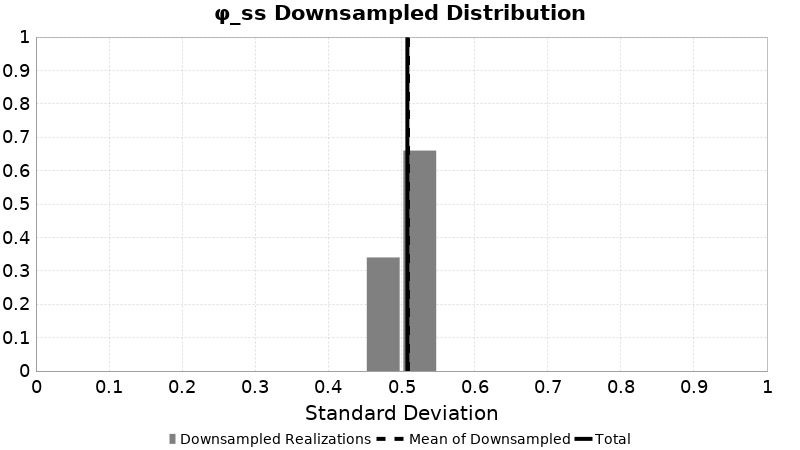 φ_ss Downsampled Distribution
1
0.9
0.8
0.7
0.6
0.5
0.4
0.3
0.2
0.1
0
0 0.1 0.2 0.3 0.4 0.5 0.6 0.7 0.8 0.9 1
Standard Deviation
Downsampled Realizations Mean of Downsampled Total